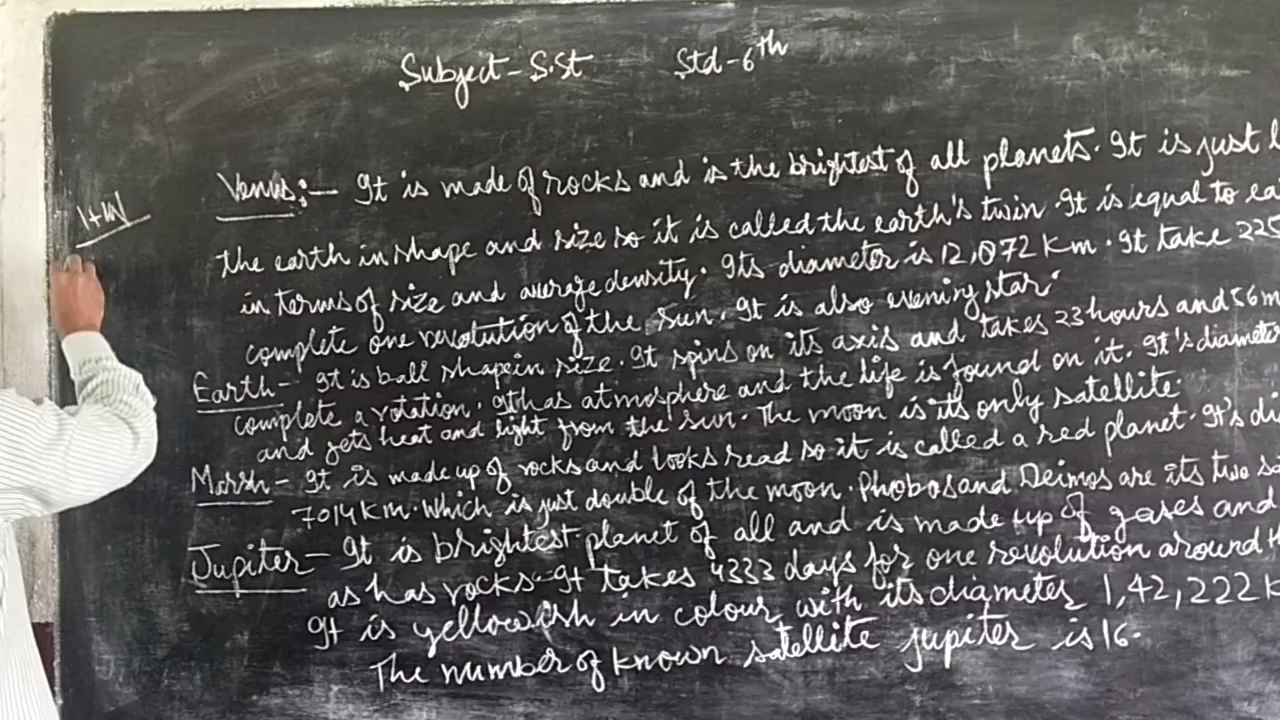 Subject - S.St Std - 6th
H/W
Venus:— It is made of rocks and is the brightest of all planets. It is just l
the earth in shape and size so it is called the earth's twin. It is equal to ea
in terms of size and average density. Its diameter is 12,072 Km. It take 225
complete one revolution of the sun. It is also evening star.
Earth - It is ball shape in size. It spins on its axis and takes 23 hours and 56 m
complete a rotation. It has atmosphere and the life is found on it. It's diameter
and gets heat and light from the sun. The moon is its only satellite.
It is made up of rocks and looks read so it is called a red planet. It's di
7014 Km. Which is just double of the moon. Phobos and Deimos are its two sa
Jupiter - It is brightest planet of all and is made up of gases and
as has rocks. It takes 4333 days for one revolution around th
It is yellowish in colour with its diameter 1,42,222 K
The number of known satellite jupiter is 16.